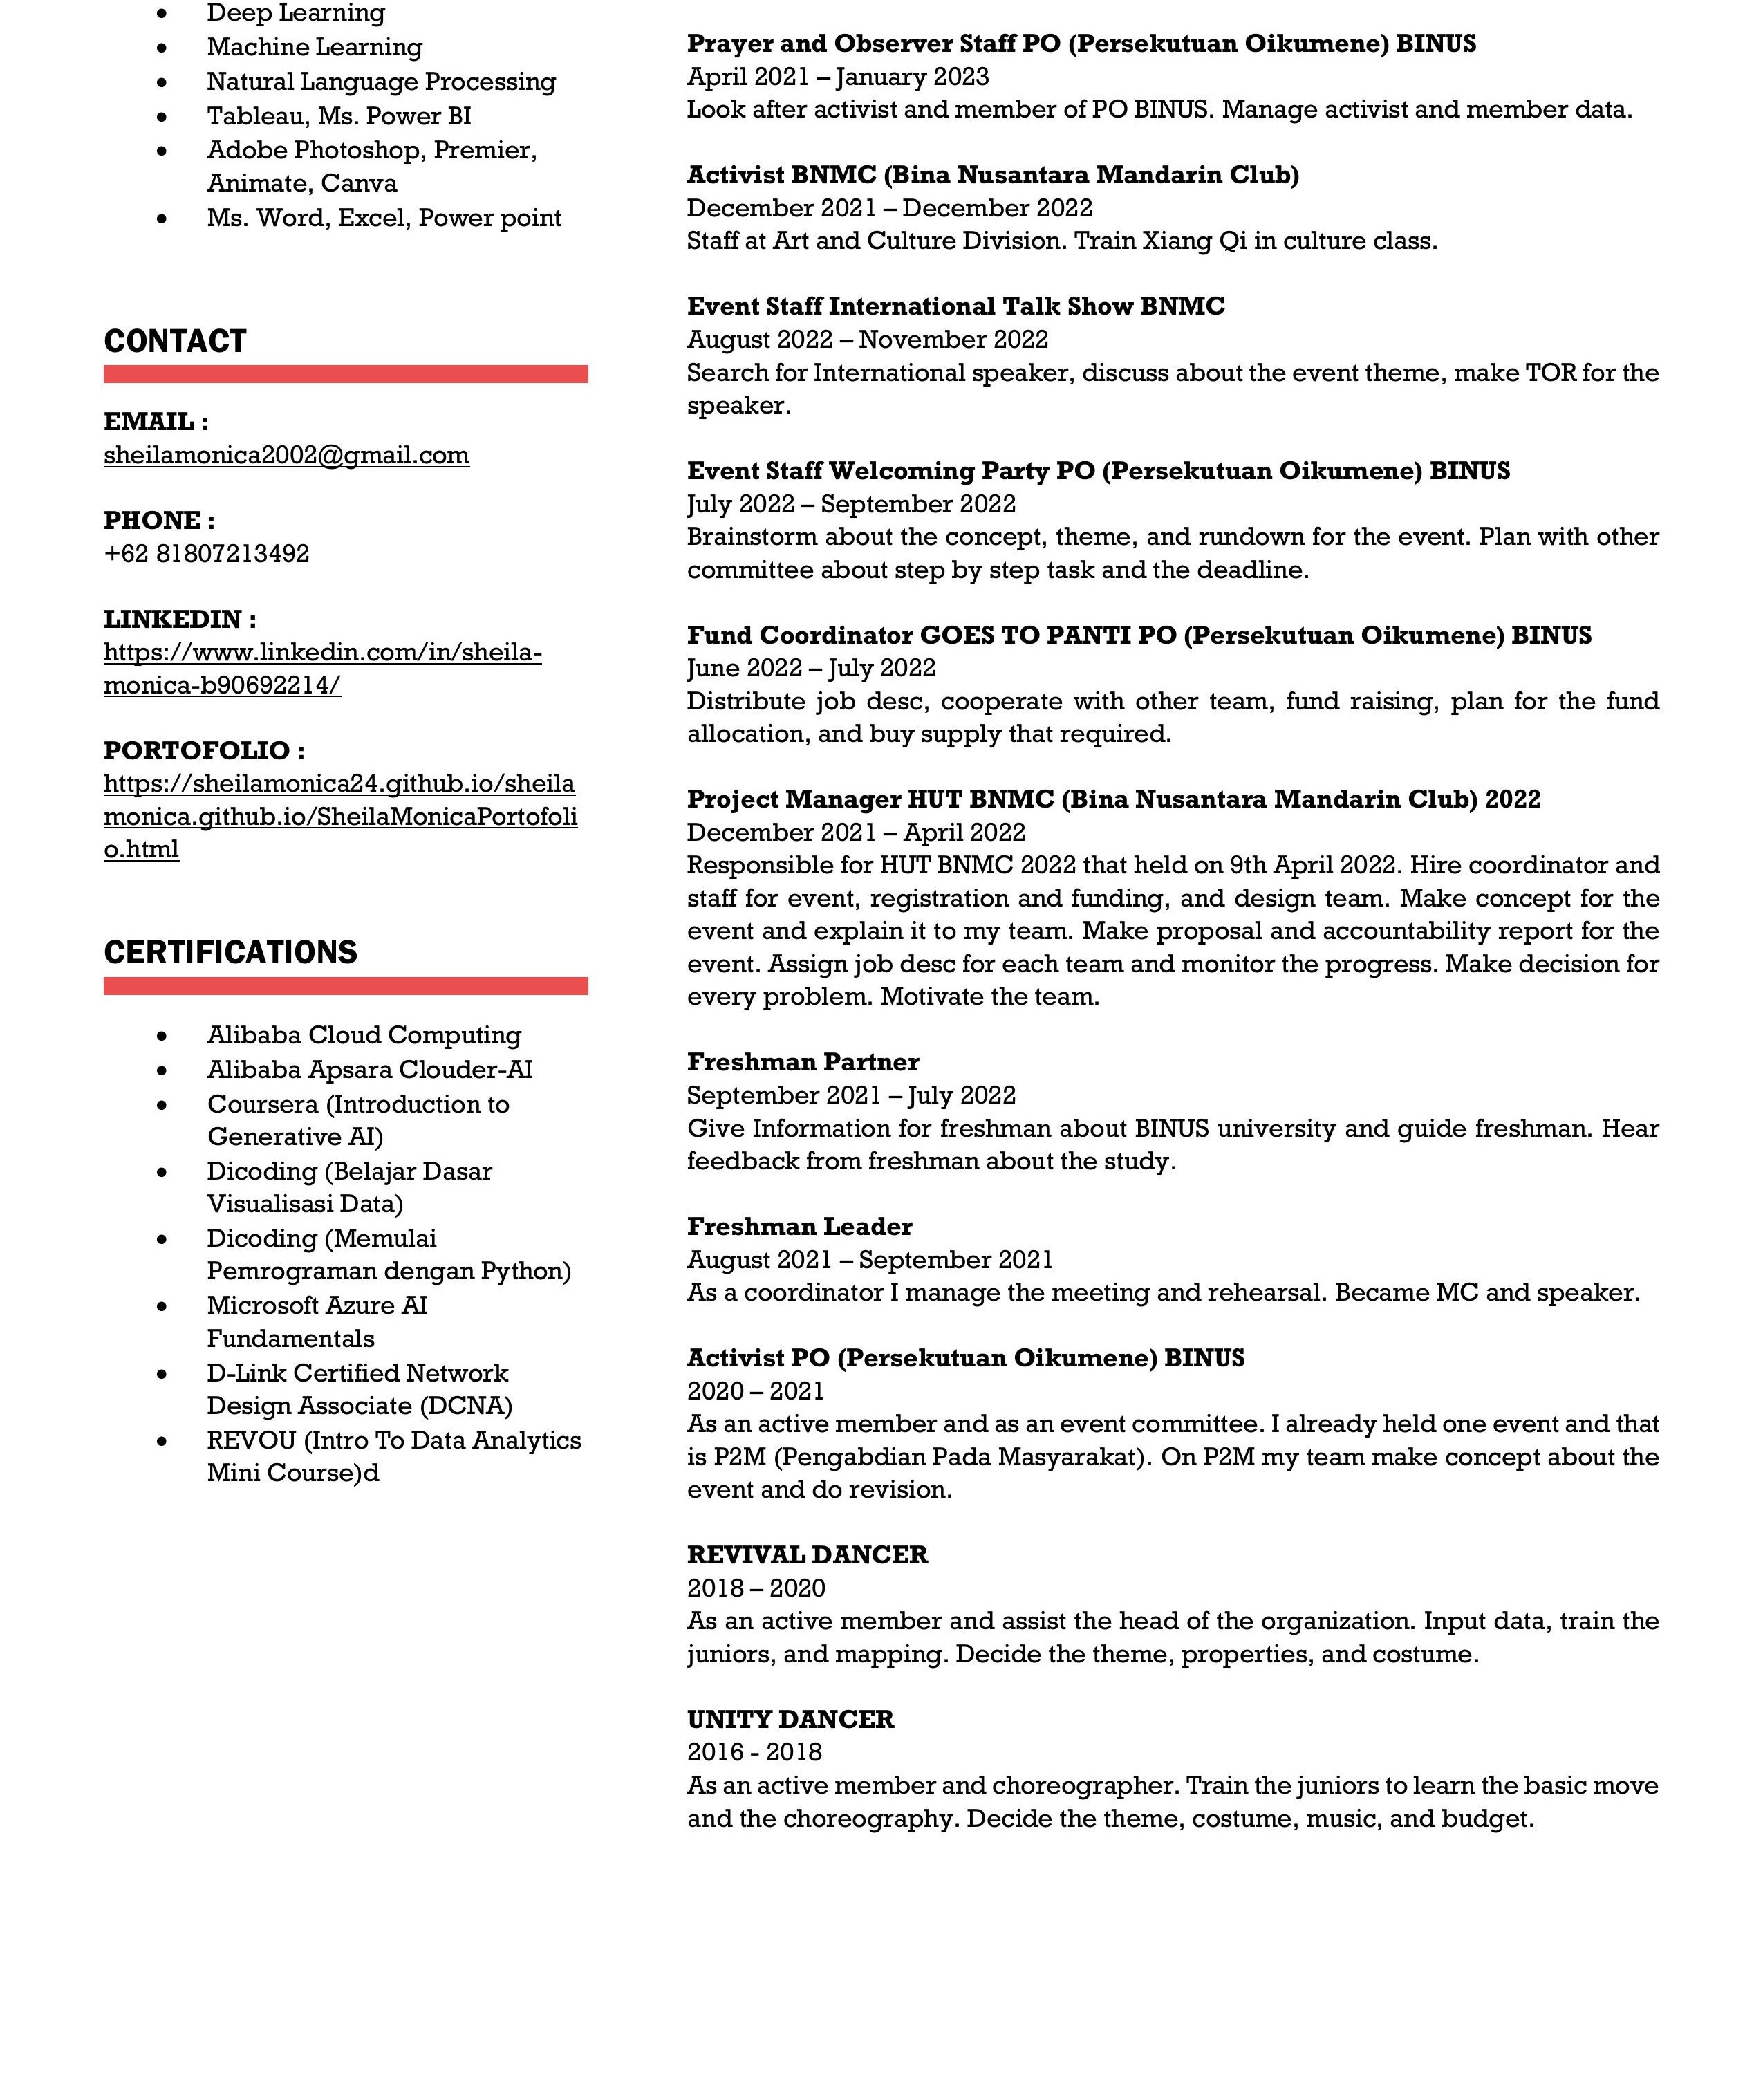 Deep Learning
Machine Learning
Natural Language Processing
Tableau, Ms. Power BI
Adobe Photoshop, Premier,
Animate, Canva
Ms. Word, Excel, Power point
CONTACT
EMAIL :
sheilamonica2002@gmail.com
PHONE :
+62 81807213492
LINKEDIN :
https://www.linkedin.com/in/sheila-
monica-b90692214/
PORTOFOLIO :
https://sheilamonica24.github.io/sheila
monica.github.io/SheilaMonicaPortofoli
o.html
CERTIFICATIONS
Alibaba Cloud Computing
Alibaba Apsara Clouder-AI
Coursera (Introduction to
Generative AI)
Dicoding (Belajar Dasar
Visualisasi Data)
Dicoding (Memulai
Pemrograman dengan Python)
Microsoft Azure AI
Fundamentals
D-Link Certified Network
Design Associate (DCNA)
REVOU (Intro To Data Analytics
Mini Course)d
Prayer and Observer Staff PO (Persekutuan Oikumene) BINUS
April 2021 – January 2023
Look after activist and member of PO BINUS. Manage activist and member data.
Activist BNMC (Bina Nusantara Mandarin Club)
December 2021 – December 2022
Staff at Art and Culture Division. Train Xiang Qi in culture class.
Event Staff International Talk Show BNMC
August 2022 – November 2022
Search for International speaker, discuss about the event theme, make TOR for the
speaker.
Event Staff Welcoming Party PO (Persekutuan Oikumene) BINUS
July 2022 – September 2022
Brainstorm about the concept, theme, and rundown for the event. Plan with other
committee about step by step task and the deadline.
Fund Coordinator GOES TO PANTI PO (Persekutuan Oikumene) BINUS
June 2022 – July 2022
Distribute job desc, cooperate with other team, fund raising, plan for the fund
allocation, and buy supply that required.
Project Manager HUT BNMC (Bina Nusantara Mandarin Club) 2022
December 2021 – April 2022
Responsible for HUT BNMC 2022 that held on 9th April 2022. Hire coordinator and
staff for event, registration and funding, and design team. Make concept for the
event and explain it to my team. Make proposal and accountability report for the
event. Assign job desc for each team and monitor the progress. Make decision for
every problem. Motivate the team.
Freshman Partner
September 2021 – July 2022
Give Information for freshman about BINUS university and guide freshman. Hear
feedback from freshman about the study.
Freshman Leader
August 2021 – September 2021
As a coordinator I manage the meeting and rehearsal. Became MC and speaker.
Activist PO (Persekutuan Oikumene) BINUS
2020 – 2021
As an active member and as an event committee. I already held one event and that
is P2M (Pengabdian Pada Masyarakat). On P2M my team make concept about the
event and do revision.
REVIVAL DANCER
2018 – 2020
As an active member and assist the head of the organization. Input data, train the
juniors, and mapping. Decide the theme, properties, and costume.
UNITY DANCER
2016 - 2018
As an active member and choreographer. Train the juniors to learn the basic move
and the choreography. Decide the theme, costume, music, and budget.